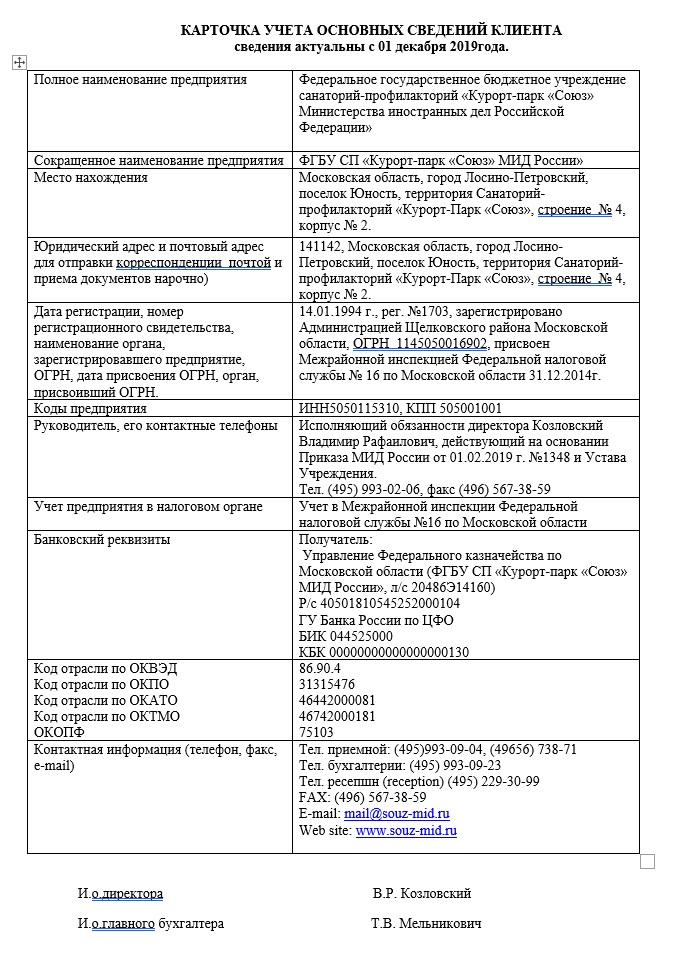 КАРТОЧКА УЧЕТА ОСНОВНЫХ СВЕДЕНИЙ КЛИЕНТА
сведения актуальны с 01 декабря 2019года.
Полное наименование предприятия
Федеральное государственное бюджетное учреждение
санаторий-профилакторий «Курорт-парк «Союз»
Министерства иностранных дел Российской
Федерации»
Сокращенное наименование предприятия
ФГБУ СП «Курорт-парк «Союз» МИД России»
Место нахождения
Московская область, город Лосино-Петровский,
поселок Юность, территория Санаторий-
профилакторий «Курорт-Парк «Союз», строение № 4,
корпус № 2.
Юридический адрес и почтовый адрес
для отправки корреспонденции почтой и
приема документов нарочно)
141142, Московская область, город Лосино-
Петровский, поселок Юность, территория Санаторий-
профилакторий «Курорт-Парк «Союз», строение № 4,
корпус № 2.
Дата регистрации, номер
регистрационного свидетельства,
наименование органа,
зарегистрировавшего предприятие,
ОГРН, дата присвоения ОГРН, орган,
присвоивший ОГРН.
14.01.1994 г., рег. №1703, зарегистрировано
Администрацией Щелковского района Московской
области, ОГРН 1145050016902, присвоен
Межрайонной инспекцией Федеральной налоговой
службы № 16 по Московской области 31.12.2014г.
Коды предприятия
ИНН5050115310, КПП 505001001
Руководитель, его контактные телефоны
Исполняющий обязанности директора Козловский
Владимир Рафаилович, действующий на основании
Приказа МИД России от 01.02.2019 г. №1348 и Устава
Учреждения.
Тел. (495) 993-02-06, факс (496) 567-38-59
Учет предприятия в налоговом органе
Учет в Межрайонной инспекции Федеральной
налоговой службы №16 по Московской области
Банковский реквизиты
Получатель:
Управление Федерального казначейства по
Московской области (ФГБУ СП «Курорт-парк «Союз»
МИД России», л/с 20486Э14160)
Р/с 40501810545252000104
ГУ Банка России по ЦФО
БИК 044525000
КБК 00000000000000000130
Код отрасли по ОКВЭД
86.90.4
Код отрасли по ОКПО
31315476
Код отрасли по ОКАТО
46442000081
Код отрасли по ОКТМО
46742000181
ОКОПФ
75103
Контактная информация (телефон, факс,
e-mail)
Тел. приемной: (495)993-09-04, (49656) 738-71
Тел. бухгалтерии: (495) 993-09-23
Тел. ресепшн (reception) (495) 229-30-99
FAX: (496) 567-38-59
E-mail: mail@souz-mid.ru
Web site: www.souz-mid.ru
И.о.директора В.Р. Козловский
И.о.главного бухгалтера Т.В. Мельникович